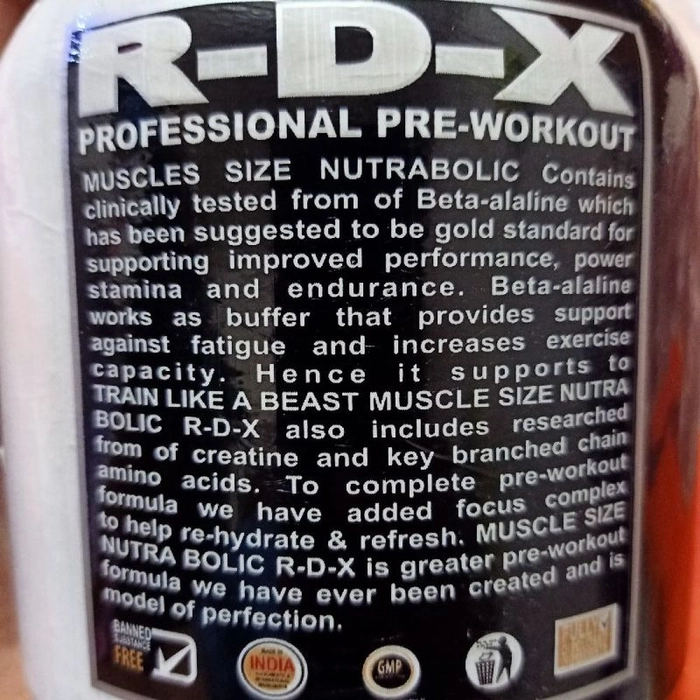 R-D-X
PROFESSIONAL PRE-WORKOUT
MUSCLES SIZE NUTRABOLIC Contains
clinically tested from of Beta-alaline which
has been suggested to be gold standard for
supporting improved performance, power
stamina and endurance. Beta-alaline
works as buffer that provides support
against fatigue and increases exercise
capacity. Hence it supports to
TRAIN LIKE A BEAST MUSCLE SIZE NUTRA
BOLIC R-D-X also includes researched
from of creatine and key branched chain
amino acids. To complete pre-workout
formula we have added focus complex
to help re-hydrate & refresh. MUSCLE SIZE
NUTRA BOLIC R-D-X is greater pre-workout
formula we have ever been created and is
model of perfection.
BANNED
SUBSTANCE
FREE
MADE IN
INDIA
GMP